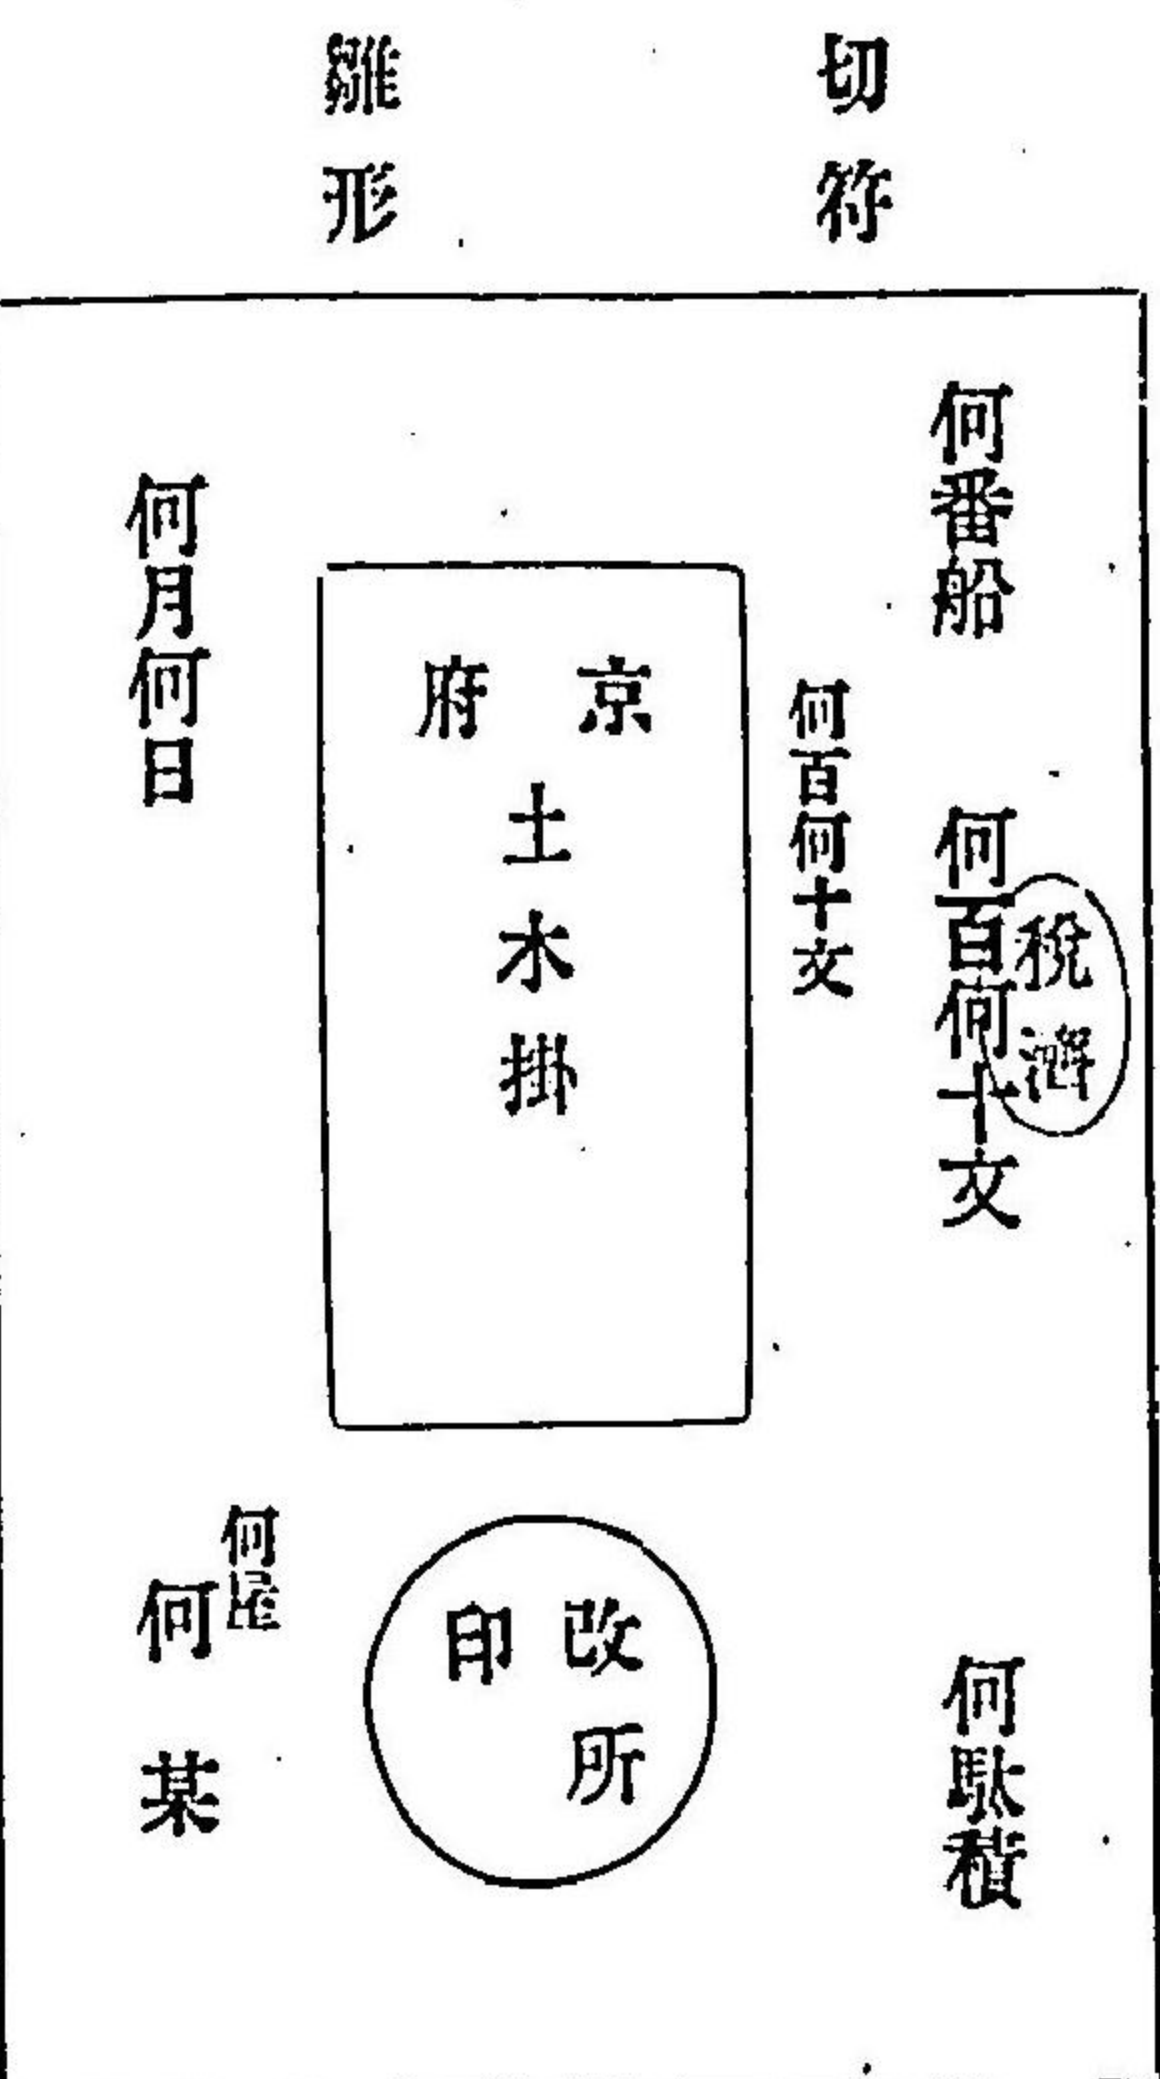 切符
雛形
何番船　何百何十文　何駄積
税済
何百何十文
京府
土木掛
改所
印
何月何日
何屋
何某